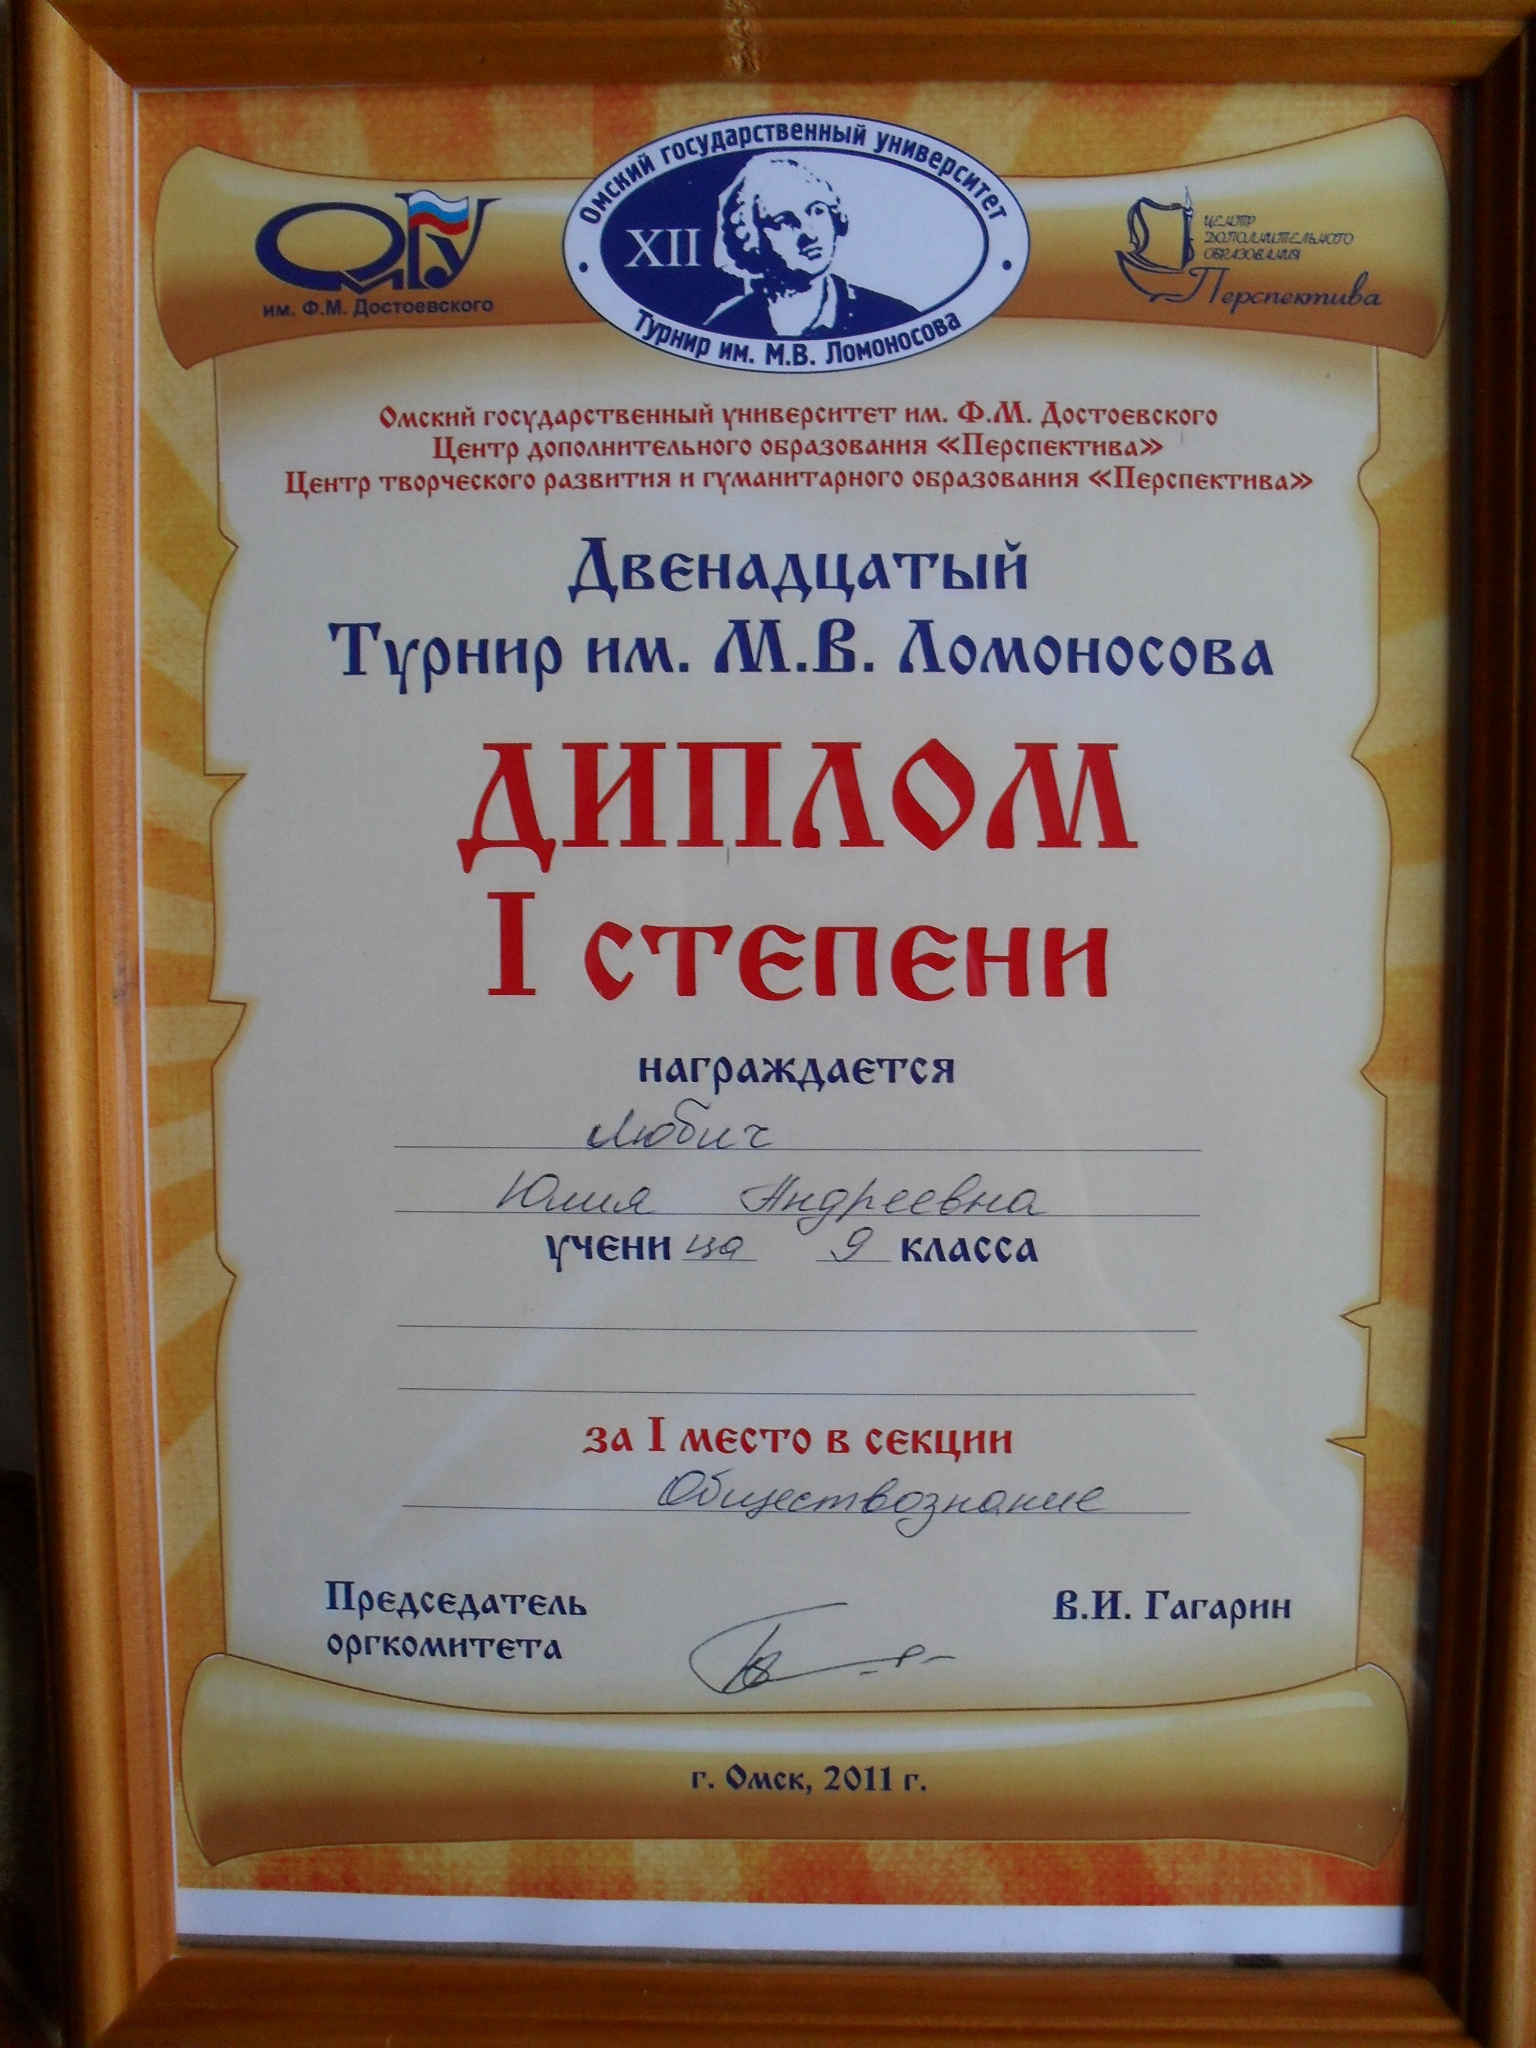 Омский государственный университет
XII
Турнир им. М.В. Ломоносова
ОмГУ
им. Ф.М. Достоевского
ЦЕНТР
ДОПОЛНИТЕЛЬНОГО
ОБРАЗОВАНИЯ
Перспектива
Омский государственный университет им. Ф.М. Достоевского
Центр дополнительного образования «Перспектива»
Центр творческого развития и гуманитарного образования «Перспектива»
Двенадцатый
Турнир им. М.В. Ломоносова
ДИПЛОМ
I степени
награждается
Любич
Юлия Андреевна
учени ца 9 класса
за I место в секции
Обществознание
Председатель В.И. Гагарин
оргкомитета
г. Омск, 2011 г.